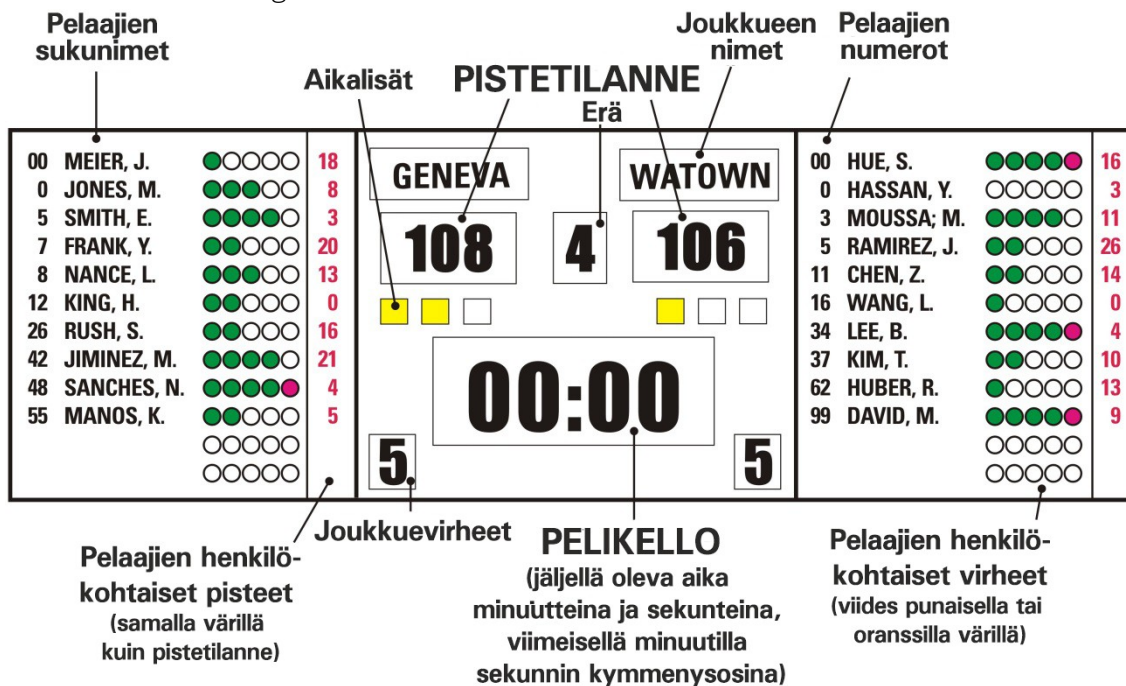 Pelaajien
sukunimet
Aikalisät
PISTETILANNE
Erä
Joukkueen
nimet
Pelaajien
numerot
00 MEIER, J. 18
0 JONES, M. 8
5 SMITH, E. 3
7 FRANK, Y. 20
8 NANCE, L. 13
12 KING, H. 0
26 RUSH, S. 16
42 JIMINEZ, M. 21
48 SANCHES, N. 4
55 MANOS, K. 5
GENEVA
WATOWN
108
4
106
00:00
5
5
00 HUE, S. 16
0 HASSAN, Y. 3
3 MOUSSA; M. 11
5 RAMIREZ, J. 26
11 CHEN, Z. 14
16 WANG, L. 0
34 LEE, B. 4
37 KIM, T. 10
62 HUBER, R. 13
99 DAVID, M. 9
Pelaajien henkilö-
kohtaiset pisteet
(samalla värillä
kuin pistetilanne)
Joukkuevirheet
PELIKELLO
(jäljellä oleva aika
minuutteina ja sekunteina,
viimeisellä minuutilla
sekunnin kymmenysosina)
Pelaajien henkilö-
kohtaiset virheet
(viides punaisella tai
oranssilla värillä)